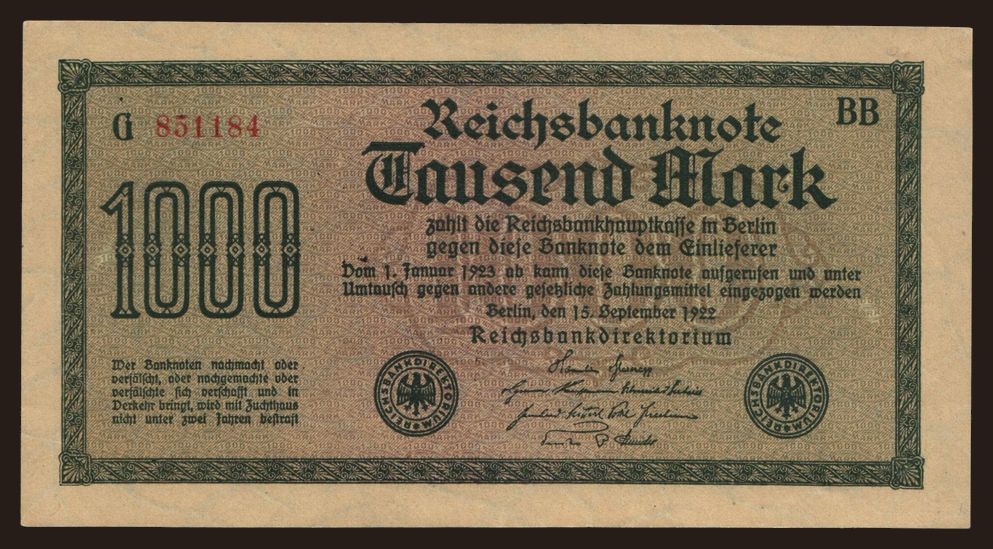 G 851184
BB
Reichsbanknote
Tausend Mark
1000
zahlt die Reichsbankhauptkasse in Berlin
gegen diese Banknote dem Einlieferer
Vom 1. Januar 1923 ab kann diese Banknote aufgerufen und unter
Umtausch gegen andere gesetzliche Zahlungsmittel eingezogen werden
Berlin, den 15. September 1922
Reichsbankdirektorium
Wer Banknoten nachmacht oder
verfälscht, oder nachgemachte oder
verfälschte sich verschafft und in
Verkehr bringt, wird mit Zuchthaus
nicht unter zwei Jahren bestraft
REICHSBANKDIREKTORIUM
REICHSBANKDIREKTORIUM